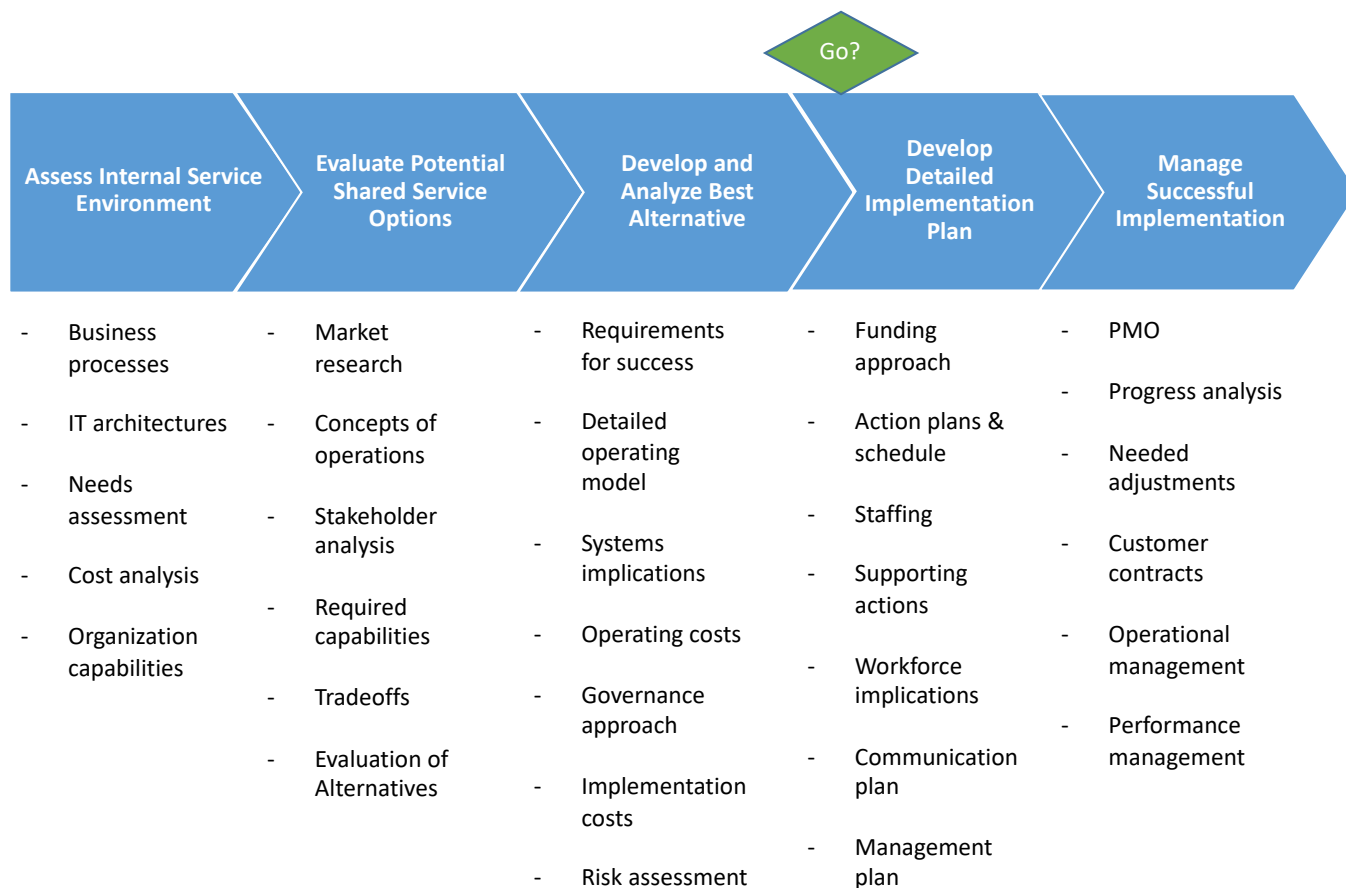 Go?
Assess Internal Service
Environment
Evaluate Potential
Shared Service
Options
Develop and
Analyze Best
Alternative
Develop
Detailed
Implementation
Plan
Manage
Successful
Implementation
- Business
processes
- IT architectures
- Needs
assessment
- Cost analysis
- Organization
capabilities
- Market
research
- Concepts of
operations
- Stakeholder
analysis
- Required
capabilities
- Tradeoffs
- Evaluation of
Alternatives
- Requirements
for success
- Detailed
operating
model
- Systems
implications
- Operating costs
- Governance
approach
- Implementation
costs
- Risk assessment
- Funding
approach
- Action plans &
schedule
- Staffing
- Supporting
actions
- Workforce
implications
- Communication
plan
- Management
plan
- PMO
- Progress analysis
- Needed
adjustments
- Customer
contracts
- Operational
management
- Performance
management